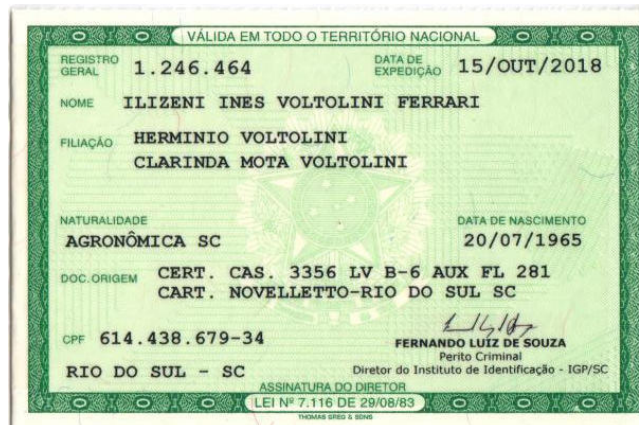 VÁLIDA EM TODO O TERRITÓRIO NACIONAL
REGISTRO GERAL 1.246.464 DATA DE EXPEDIÇÃO 15/OUT/2018
NOME ILIZENI INES VOLTOLINI FERRARI
FILIAÇÃO HERMINIO VOLTOLINI
CLARINDA MOTA VOLTOLINI
NATURALIDADE DATA DE NASCIMENTO
AGRONÔMICA SC 20/07/1965
DOC. ORIGEM CERT. CAS. 3356 LV B-6 AUX FL 281
CART. NOVELLETTO-RIO DO SUL SC
CPF 614.438.679-34
FERNANDO LUIZ DE SOUZA
Perito Criminal
RIO DO SUL - SC Diretor do Instituto de Identificação - IGP/SC
ASSINATURA DO DIRETOR
LEI Nº 7.116 DE 29/08/83
THOMAS GREG & SONS